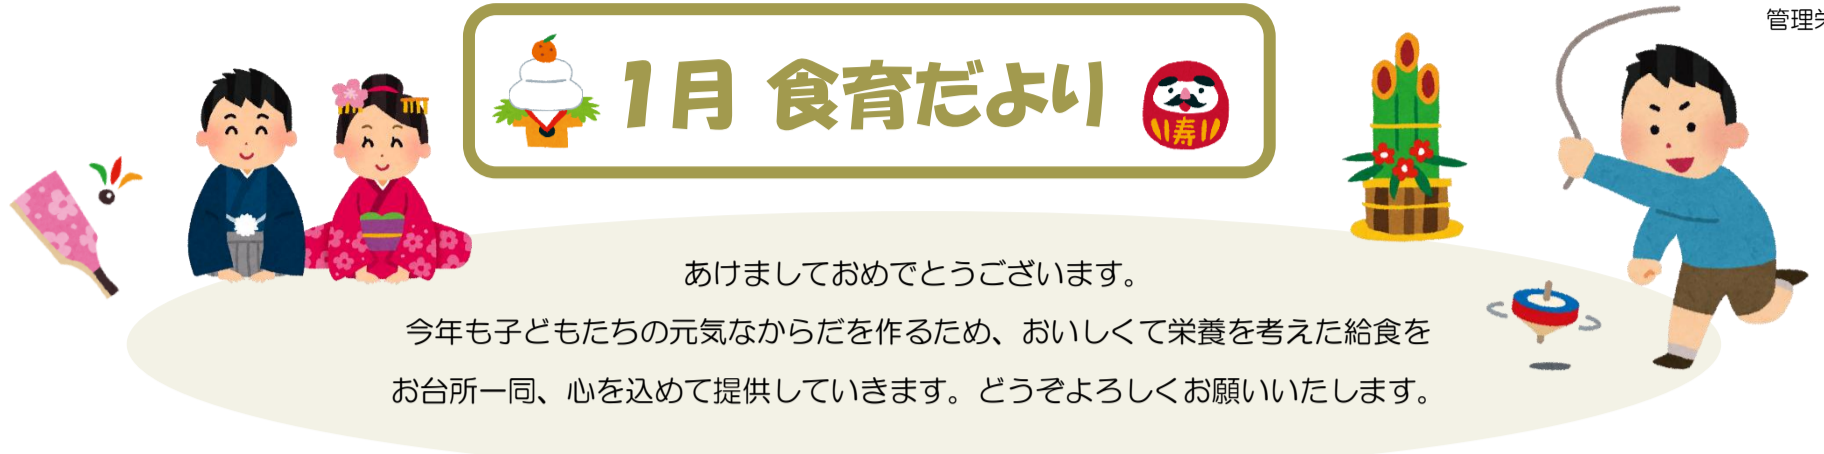 管理栄
1月 食育だより
寿
あけましておめでとうございます。
今年も子どもたちの元気なからだを作るため、おいしくて栄養を考えた給食を
お台所一同、心を込めて提供していきます。どうぞよろしくお願いいたします。